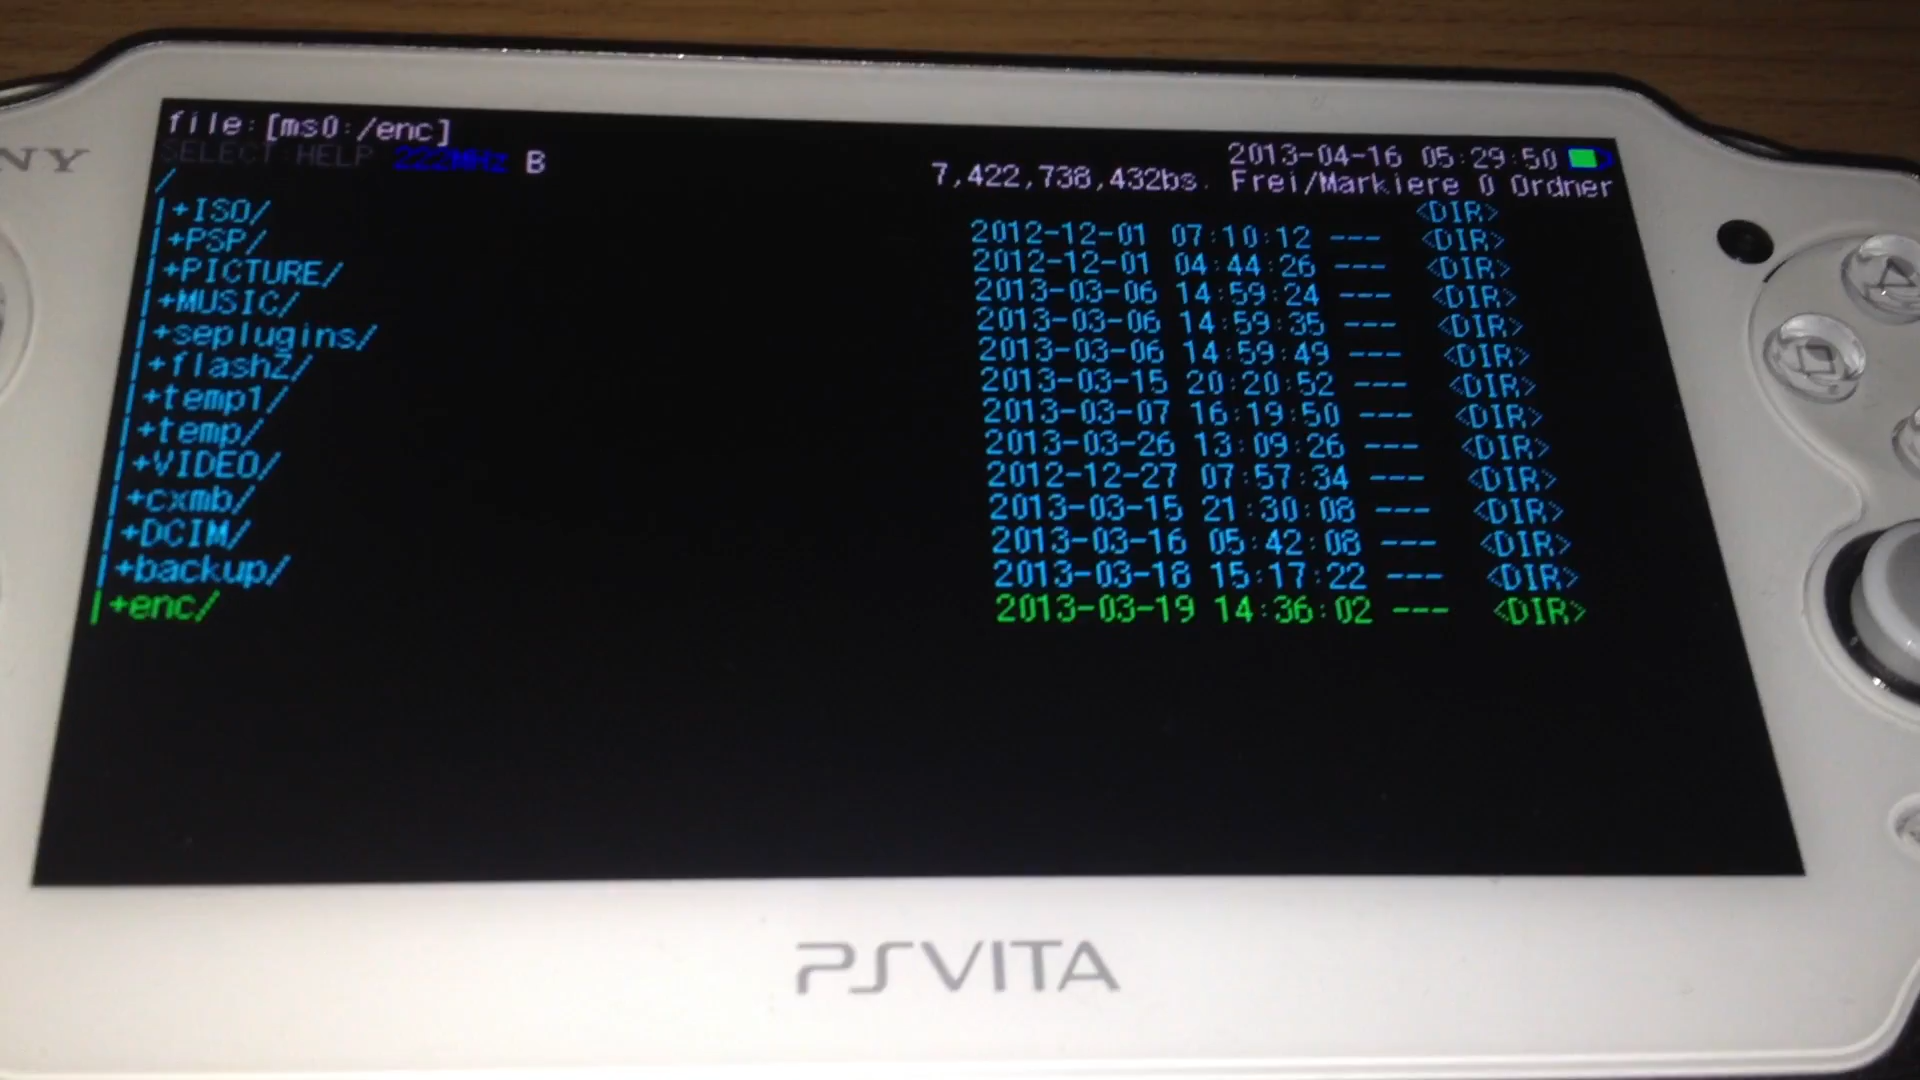 NY
file:[ms0:/enc]
2013-04-16 05:29:50
SELECT:HELP 222MHz B 7,422,738,432bs. Frei/Markiere 0 Ordner
/ <DIR>
|+ISO/ 2012-12-01 07:10:12 --- <DIR>
|+PSP/ 2012-12-01 04:44:26 --- <DIR>
|+PICTURE/ 2013-03-06 14:59:24 --- <DIR>
|+MUSIC/ 2013-03-06 14:59:35 --- <DIR>
|+seplugins/ 2013-03-06 14:59:49 --- <DIR>
|+flash2/ 2013-03-15 20:20:52 --- <DIR>
|+temp1/ 2013-03-07 16:19:50 --- <DIR>
|+temp/ 2013-03-26 13:09:26 --- <DIR>
|+VIDEO/ 2012-12-27 07:57:34 --- <DIR>
|+cxmb/ 2013-03-15 21:30:08 --- <DIR>
|+DCIM/ 2013-03-16 05:42:08 --- <DIR>
|+backup/ 2013-03-18 15:17:22 --- <DIR>
|+enc/ 2013-03-19 14:36:02 --- <DIR>
PSVITA